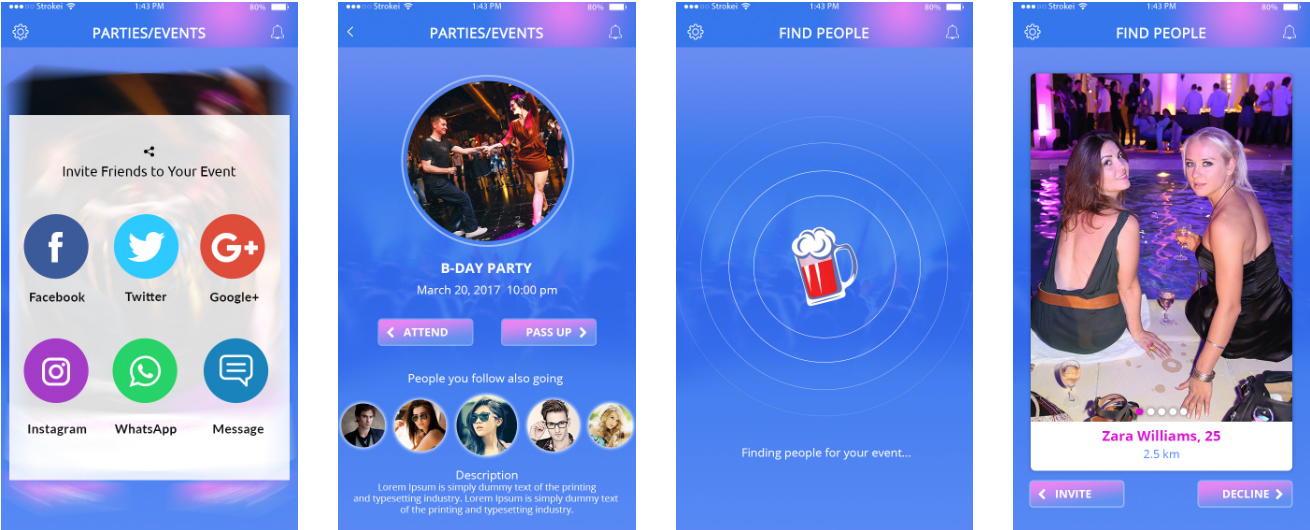 Strokei 1:43 PM 80%
PARTIES/EVENTS
Invite Friends to Your Event
Facebook Twitter Google+
Instagram WhatsApp Message
Strokei 1:43 PM 80%
PARTIES/EVENTS
B-DAY PARTY
March 20, 2017 10:00 pm
ATTEND PASS UP
People you follow also going
Description
Lorem Ipsum is simply dummy text of the printing
and typesetting industry. Lorem Ipsum is simply dummy text
of the printing and typesetting industry.
Strokei 1:43 PM 80%
FIND PEOPLE
Finding people for your event...
Strokei 1:43 PM 80%
FIND PEOPLE
Zara Williams, 25
2.5 km
INVITE DECLINE